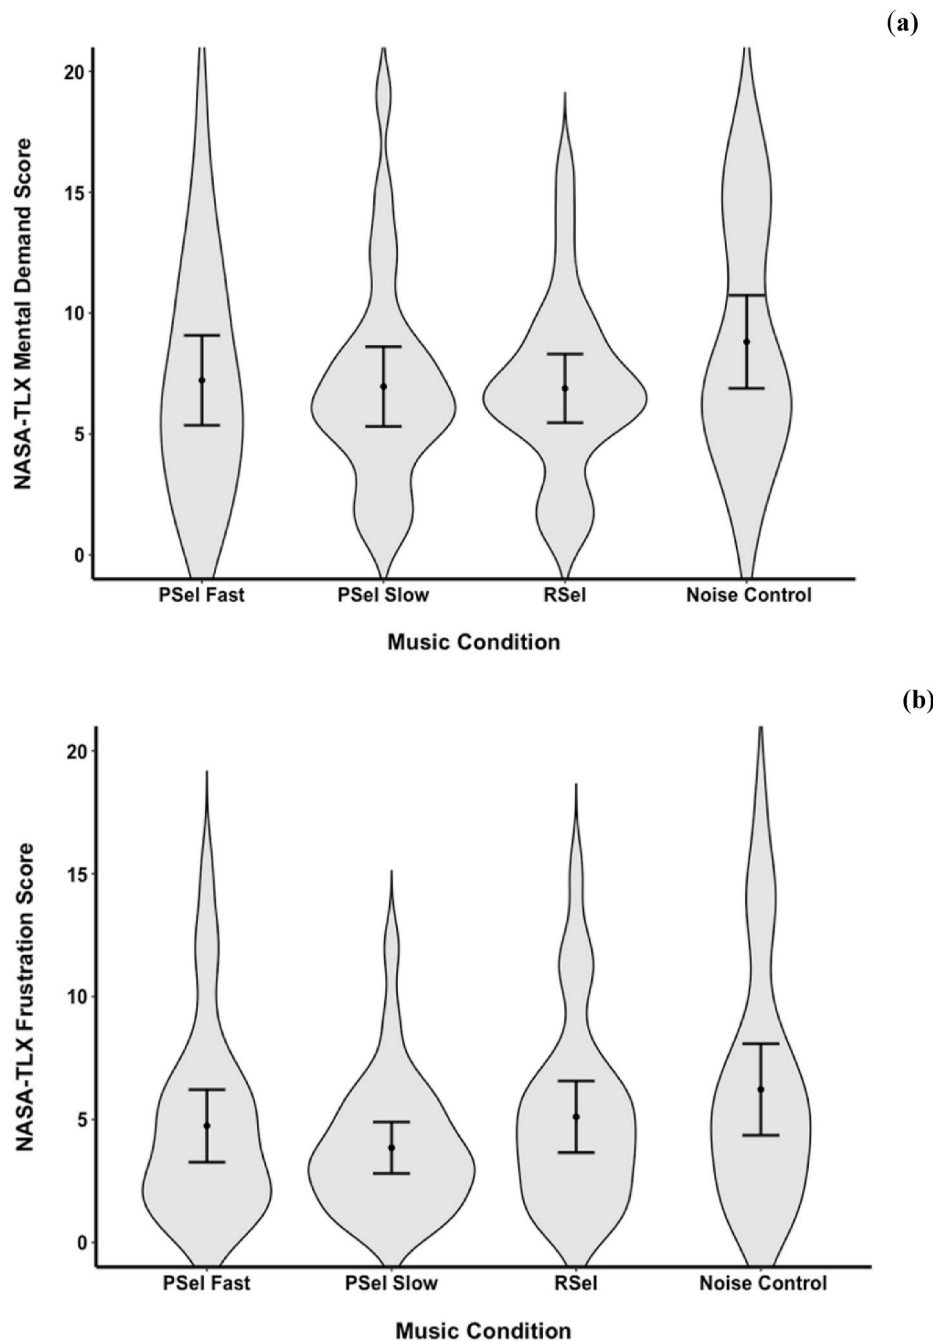 (a)
NASA-TLX Mental Demand Score
20
15
10
5
0
PSel Fast PSel Slow RSel Noise Control
Music Condition
(b)
NASA-TLX Frustration Score
20
15
10
5
0
PSel Fast PSel Slow RSel Noise Control
Music Condition